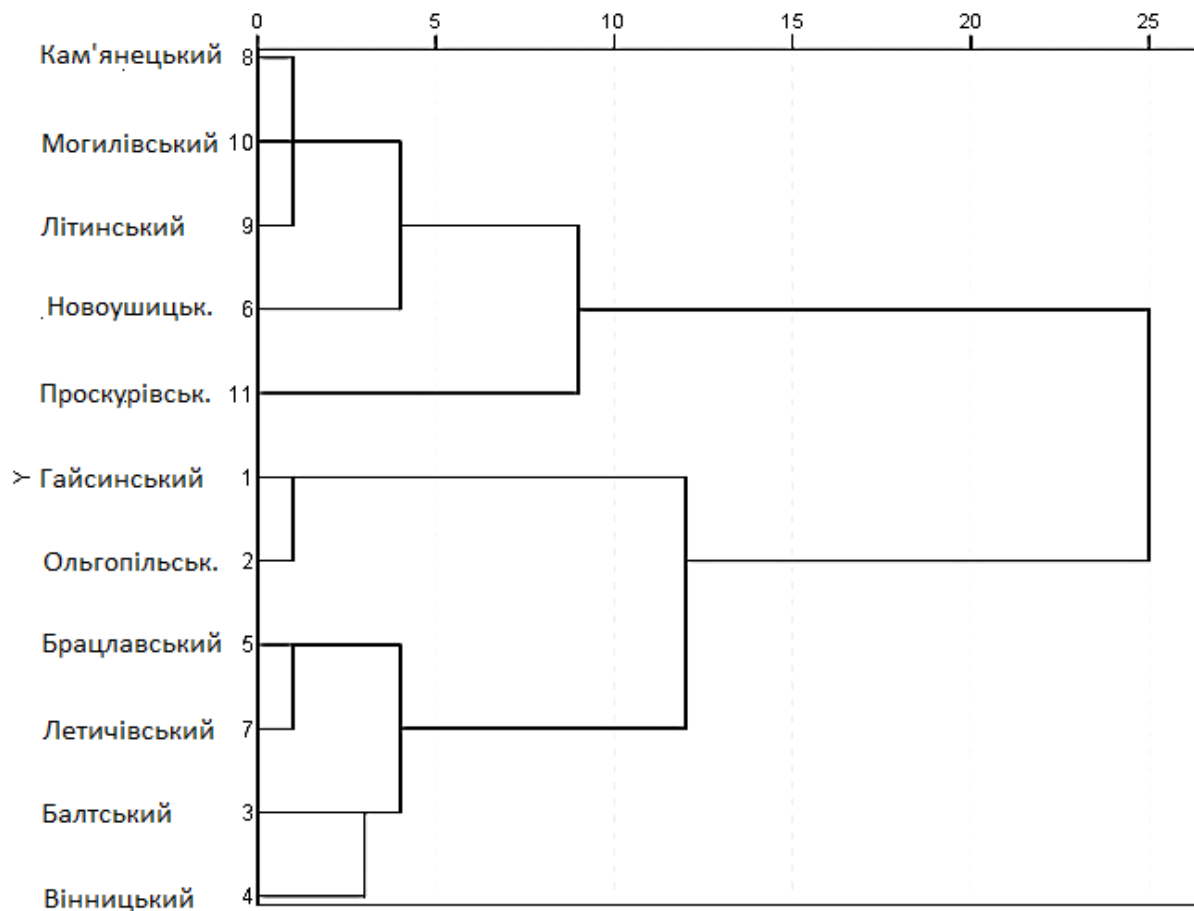 0 5 10 15 20 25
Кам'янецький 8
Могилівський 10
Літинський 9
Новоушицьк. 6
Проскурівськ. 11
Y Гайсинський 1
Ольгопільськ. 2
Брацлавський 5
Летичівський 7
Балтський 3
Вінницький 4